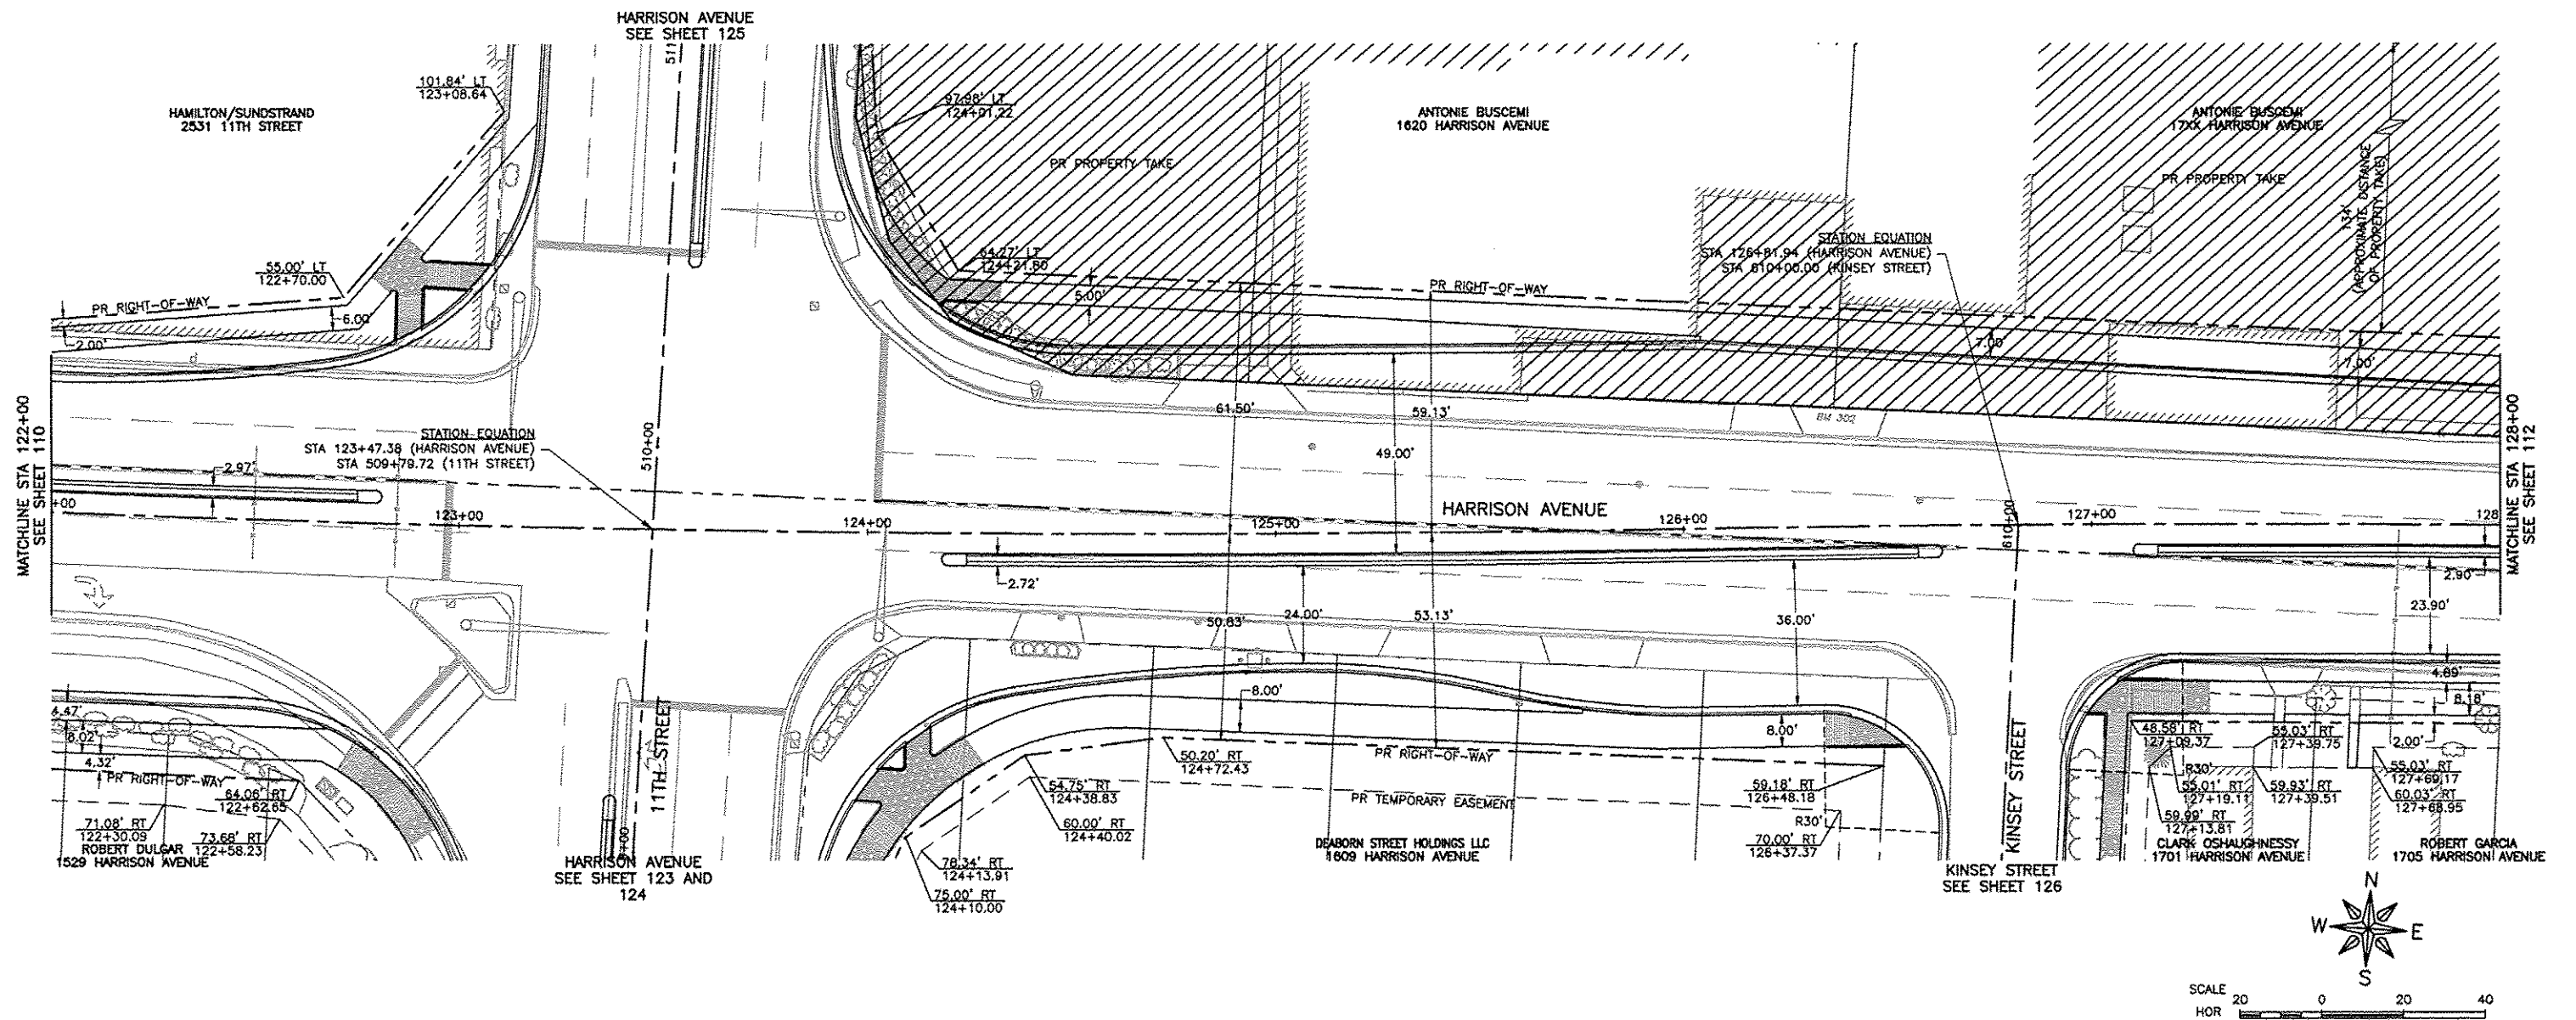 HARRISON AVENUE
SEE SHEET 125
511
101.84' LT
123+08.64
HAMILTON/SUNDSTRAND
2531 11TH STREET
97.98' LT
124+01.22
ANTONIE BUSCEMI
1620 HARRISON AVENUE
ANTONIE BUSCEMI
17XX HARRISON AVENUE
PR PROPERTY TAKE
PR PROPERTY TAKE
134'
(APPROXIMATE DISTANCE
OF PROPERTY TAKE)
STATION EQUATION
STA 126+81.94 (HARRISON AVENUE)
STA 610+00.00 (KINSEY STREET)
55.00' LT
122+70.00
64.27' LT
124+21.80
PR RIGHT-OF-WAY
6.00'
2.00'
5.00'
PR RIGHT-OF-WAY
7.00'
7.00'
61.50'
59.13'
49.00'
BM 302
MATCHLINE STA 122+00
SEE SHEET 110
STATION EQUATION
STA 123+47.38 (HARRISON AVENUE)
STA 509+79.72 (11TH STREET)
510+00
2.97'
+00
123+00
124+00
125+00
HARRISON AVENUE
126+00
610+00
127+00
128
MATCHLINE STA 128+00
SEE SHEET 112
2.72'
24.00'
50.83'
53.13'
36.00'
2.90'
23.90'
4.89'
8.18'
4.47'
8.02'
4.32'
PR RIGHT-OF-WAY
64.06' RT
122+62.65
71.08' RT
122+30.09
73.68' RT
122+58.23
ROBERT DULGAR
1529 HARRISON AVENUE
11TH STREET
+00
HARRISON AVENUE
SEE SHEET 123 AND
124
8.00'
50.20' RT
124+72.43
PR RIGHT-OF-WAY
8.00'
54.75' RT
124+38.83
60.00' RT
124+40.02
78.34' RT
124+13.91
75.00' RT
124+10.00
PR TEMPORARY EASEMENT
59.18' RT
126+48.18
R30'
70.00' RT
126+37.37
DEABORN STREET HOLDINGS LLC
1609 HARRISON AVENUE
KINSEY STREET
KINSEY STREET
SEE SHEET 126
48.58' RT
127+09.37
55.03' RT
127+39.75
2.00'
R30'
55.01' RT
127+19.11
59.93' RT
127+39.51
55.03' RT
127+69.17
60.03' RT
127+68.95
59.99' RT
127+13.81
CLARK OSHAUGHNESSY
1701 HARRISON AVENUE
ROBERT GARCIA
1705 HARRISON AVENUE
N
W
E
S
SCALE
HOR
20
0
20
40